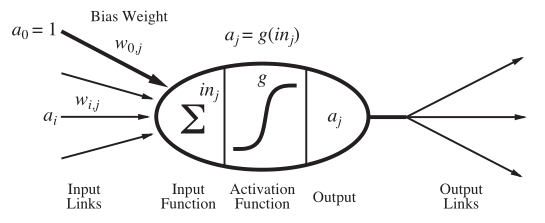 Bias Weight
a₀ = 1
w₀,ⱼ
aⱼ = g(inⱼ)
inⱼ
g
wᵢ,ⱼ
aᵢ
Σ
aⱼ
Input
Links
Input
Function
Activation
Function
Output
Output
Links